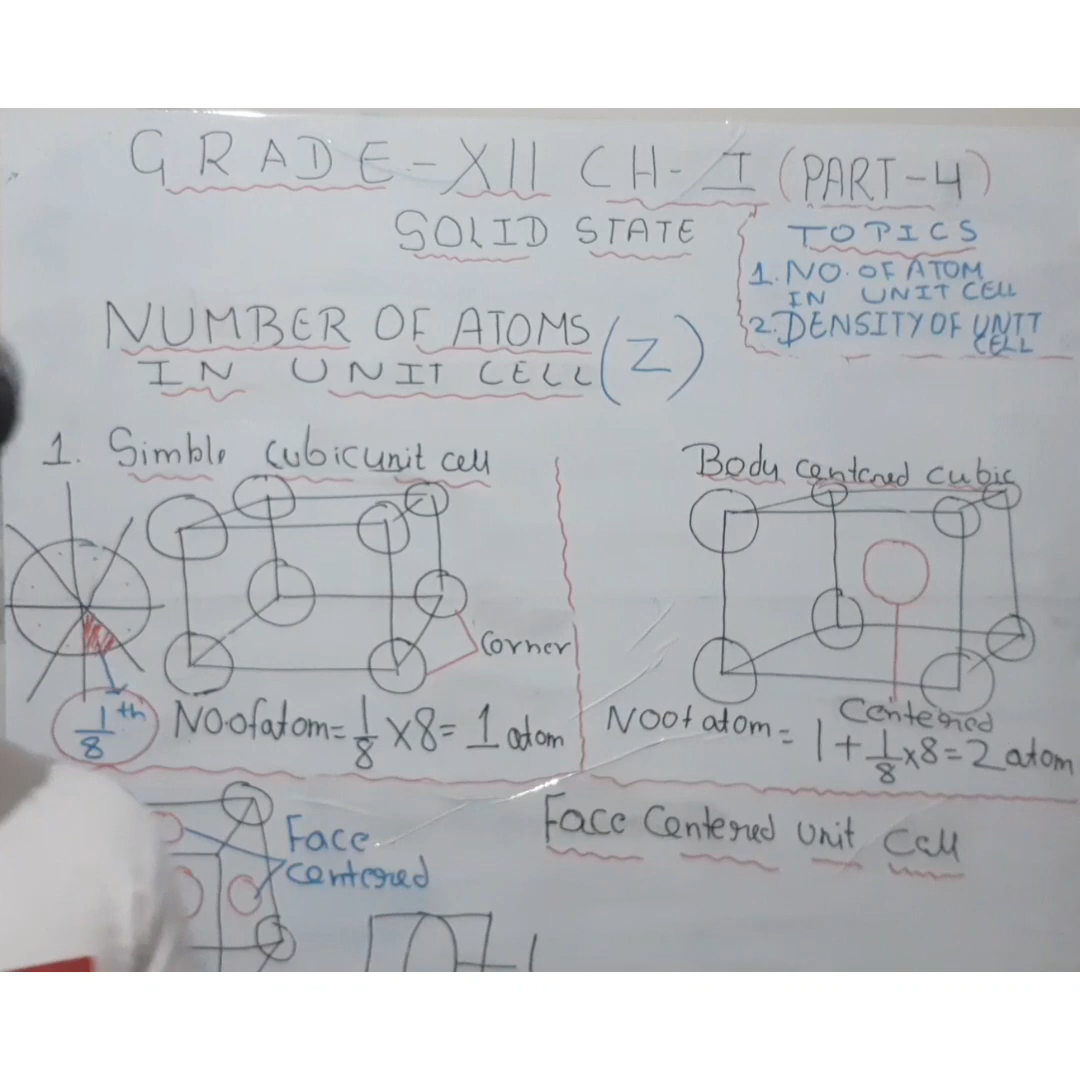 GRADE-XII CH-I (PART-4)
SOLID STATE
TOPICS
1. NO. OF ATOM
IN UNIT CELL
2. DENSITY OF UNIT
CELL
NUMBER OF ATOMS
IN UNIT CELL (Z)
1. Simble cubic unit cell
Corner
1/8 th
NO.of atom = 1/8 × 8 = 1 atom
Body centered cubic
Centered
NO of atom = 1 + 1/8 × 8 = 2 atom
Face
centered
Face Centered unit Cell